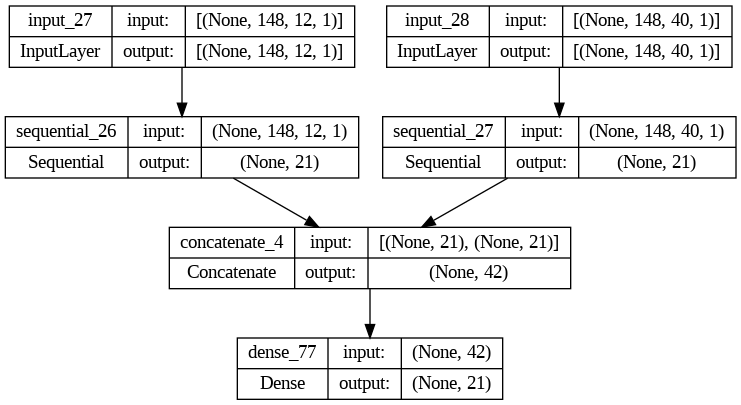 input_27 input: [(None, 148, 12, 1)]
InputLayer output: [(None, 148, 12, 1)]
input_28 input: [(None, 148, 40, 1)]
InputLayer output: [(None, 148, 40, 1)]
sequential_26 input: (None, 148, 12, 1)
Sequential output: (None, 21)
sequential_27 input: (None, 148, 40, 1)
Sequential output: (None, 21)
concatenate_4 input: [(None, 21), (None, 21)]
Concatenate output: (None, 42)
dense_77 input: (None, 42)
Dense output: (None, 21)